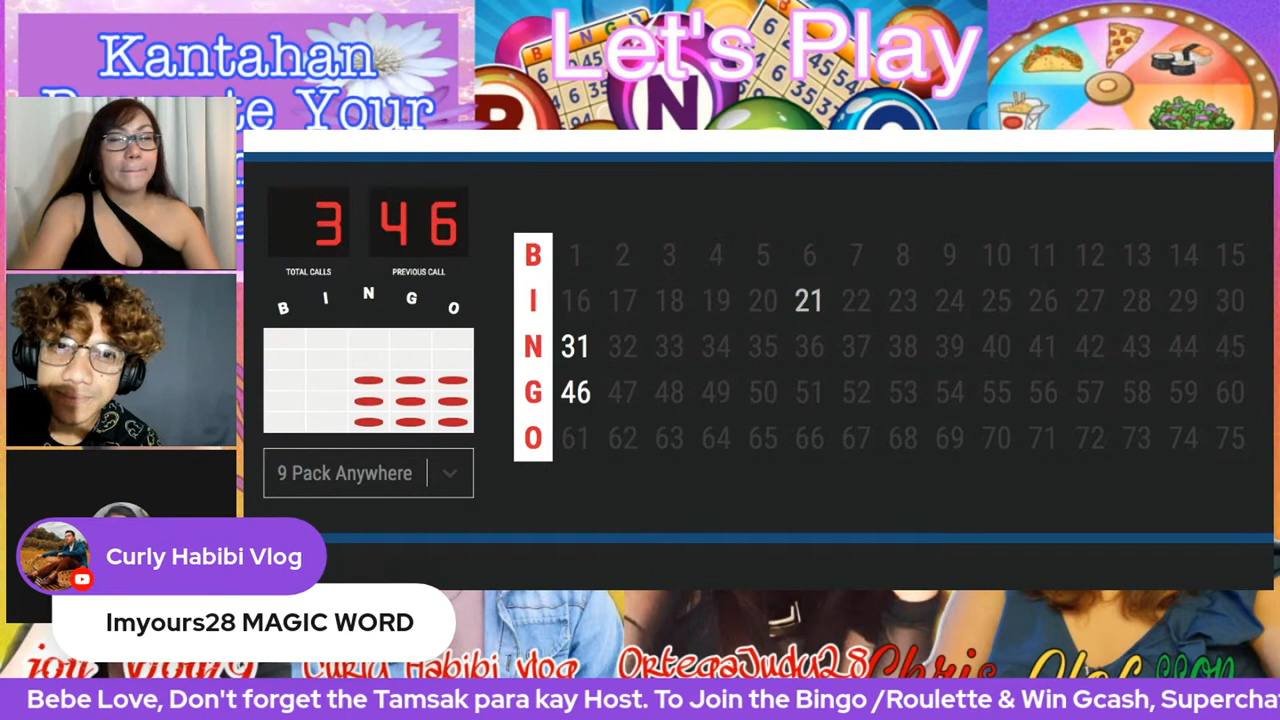 Kantahan
Let's Play
3 46
TOTAL CALLS
PREVIOUS CALL
B I N G O
9 Pack Anywhere
B 1 2 3 4 5 6 7 8 9 10 11 12 13 14 15
I 16 17 18 19 20 21 22 23 24 25 26 27 28 29 30
N 31 32 33 34 35 36 37 38 39 40 41 42 43 44 45
G 46 47 48 49 50 51 52 53 54 55 56 57 58 59 60
O 61 62 63 64 65 66 67 68 69 70 71 72 73 74 75
Curly Habibi Vlog
Imyours28 MAGIC WORD
Curly Habibi vlog
OrtegaJudy28
Chris
Bebe Love, Don't forget the Tamsak para kay Host. To Join the Bingo /Roulette & Win Gcash, Supercha